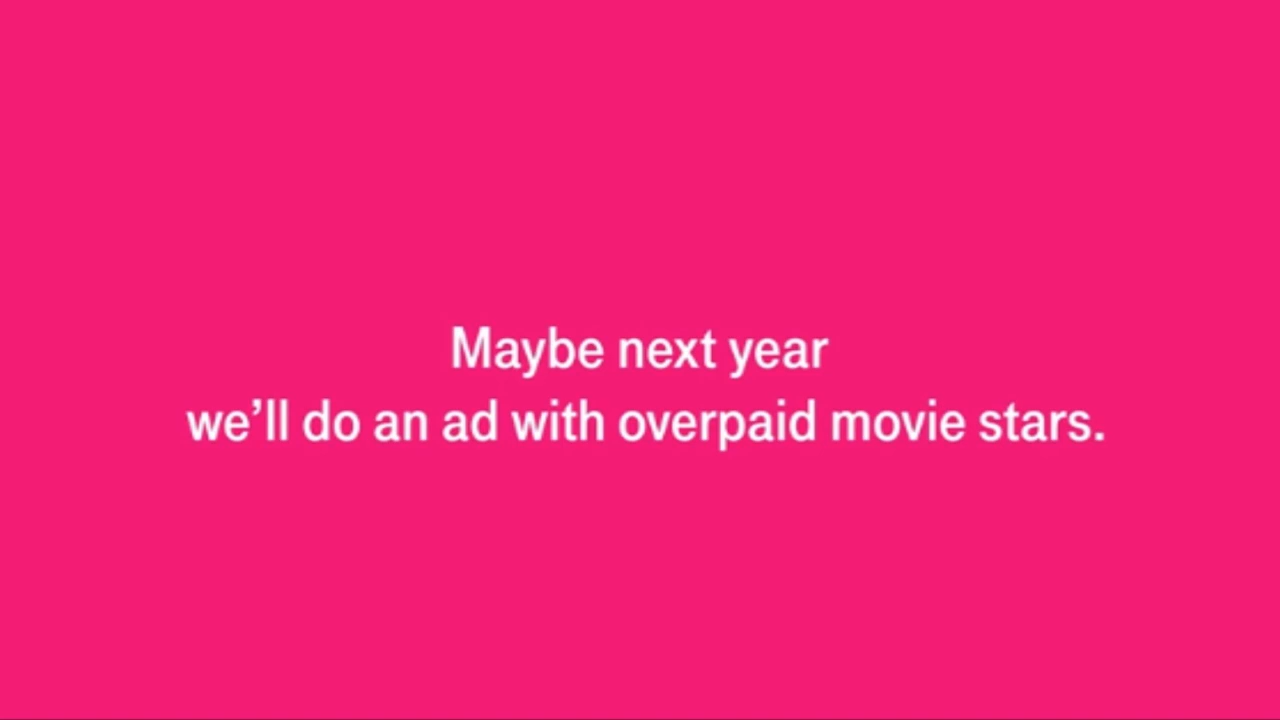 Maybe next year
we’ll do an ad with overpaid movie stars.